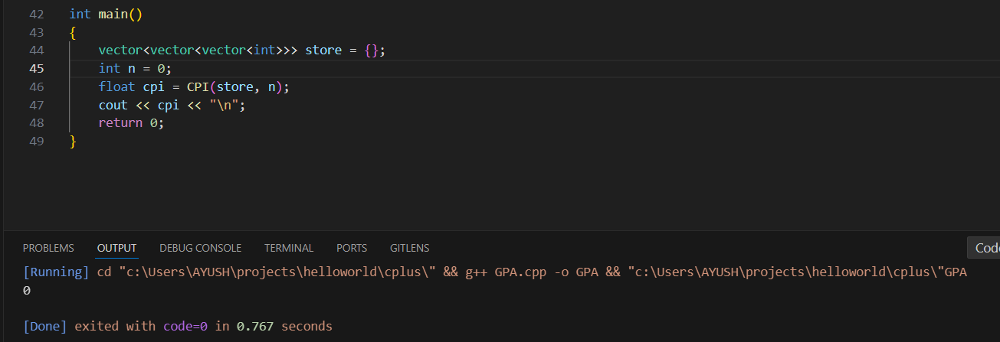 42 int main()
43 {
44 vector<vector<vector<int>>> store = {};
45 int n = 0;
46 float cpi = CPI(store, n);
47 cout << cpi << "\n";
48 return 0;
49 }
PROBLEMS OUTPUT DEBUG CONSOLE TERMINAL PORTS GITLENS
[Running] cd "c:\Users\AYUSH\projects\helloworld\cplus\" && g++ GPA.cpp -o GPA && "c:\Users\AYUSH\projects\helloworld\cplus\"GPA
0
[Done] exited with code=0 in 0.767 seconds